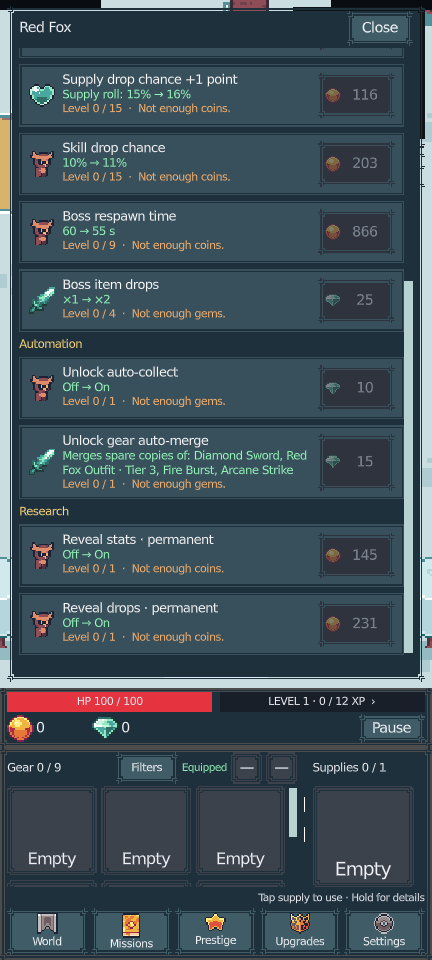 Red Fox
Close
Supply drop chance +1 point
Supply roll: 15% → 16%
Level 0 / 15 · Not enough coins.
116
Skill drop chance
10% → 11%
Level 0 / 15 · Not enough coins.
203
Boss respawn time
60 → 55 s
Level 0 / 9 · Not enough coins.
866
Boss item drops
×1 → ×2
Level 0 / 4 · Not enough gems.
25
Automation
Unlock auto-collect
Off → On
Level 0 / 1 · Not enough gems.
10
Unlock gear auto-merge
Merges spare copies of: Diamond Sword, Red
Fox Outfit · Tier 3, Fire Burst, Arcane Strike
Level 0 / 1 · Not enough gems.
15
Research
Reveal stats · permanent
Off → On
Level 0 / 1 · Not enough coins.
145
Reveal drops · permanent
Off → On
Level 0 / 1 · Not enough coins.
231
HP 100 / 100
LEVEL 1 · 0 / 12 XP ›
0
0
Pause
Gear 0 / 9
Filters
Equipped
—
—
Supplies 0 / 1
Empty
Empty
Empty
Empty
Tap supply to use · Hold for details
World
Missions
Prestige
Upgrades
Settings